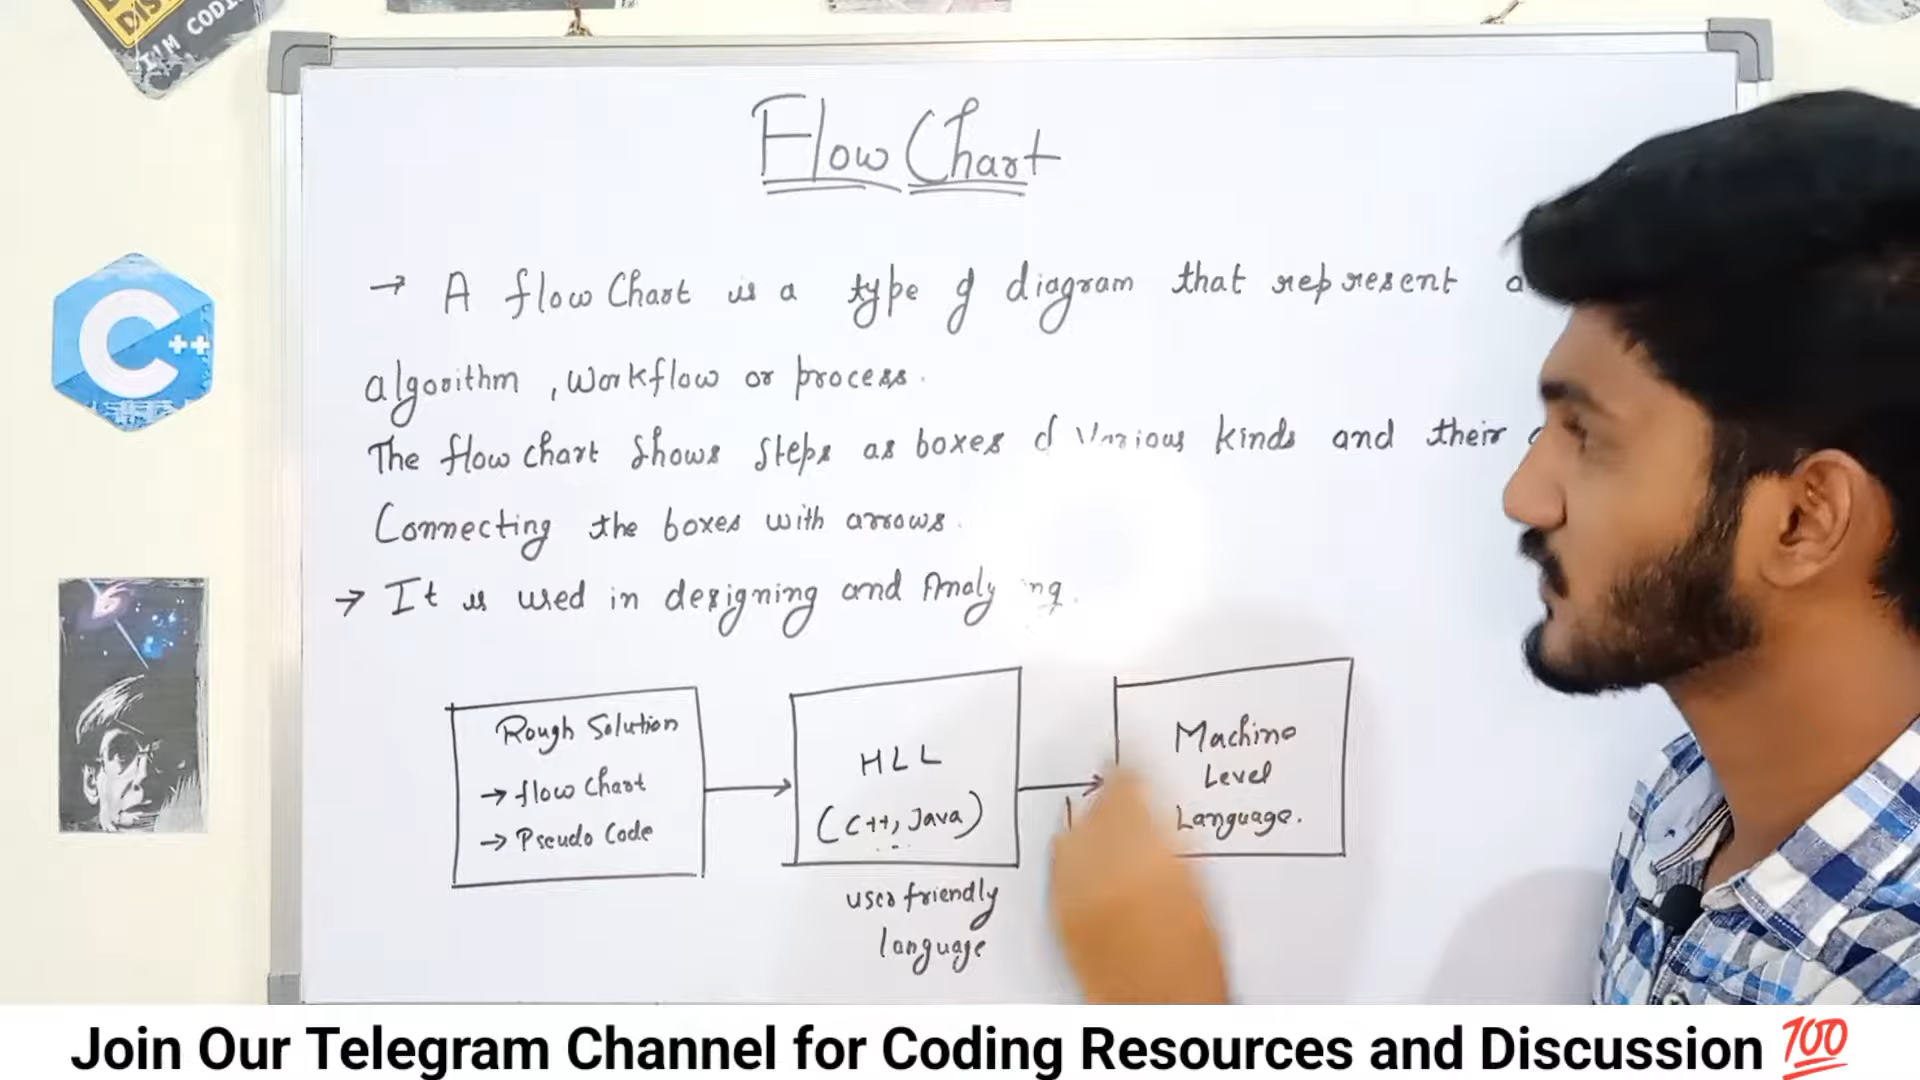 I'M CODI
Flow Chart
→ A flow Chart is a type of diagram that represent
algorithm , Workflow or process.
The flow chart Shows Steps as boxes of Various kinds and their
Connecting the boxes with arrows.
→ It is used in designing and
Rough Solution
→ flow Chart
→ Pseudo Code
HLL
(C++, Java)
user friendly
language
Machine
Level
Language.
C++
Join Our Telegram Channel for Coding Resources and Discussion 💯